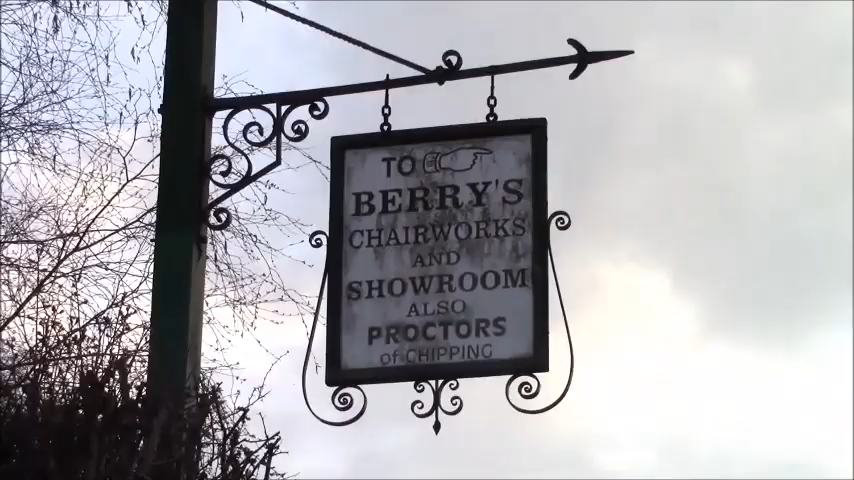 TO
BERRY'S
CHAIRWORKS
AND
SHOWROOM
ALSO
PROCTORS
of CHIPPING